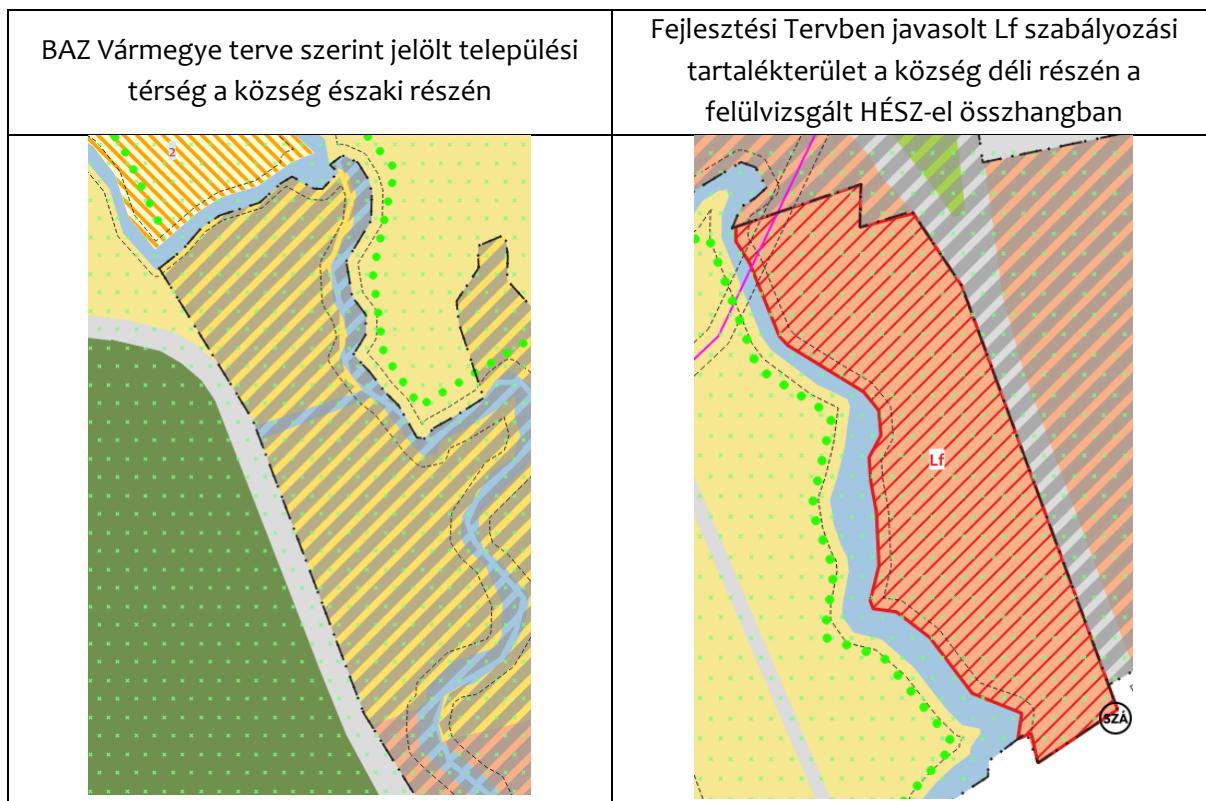 BAZ Vármegye terve szerint jelölt települési
térség a község északi részén
Fejlesztési Tervben javasolt Lf szabályozási
tartalékterület a község déli részén a
felülvizsgált HÉSZ-el összhangban
2
Lf
SZÁ